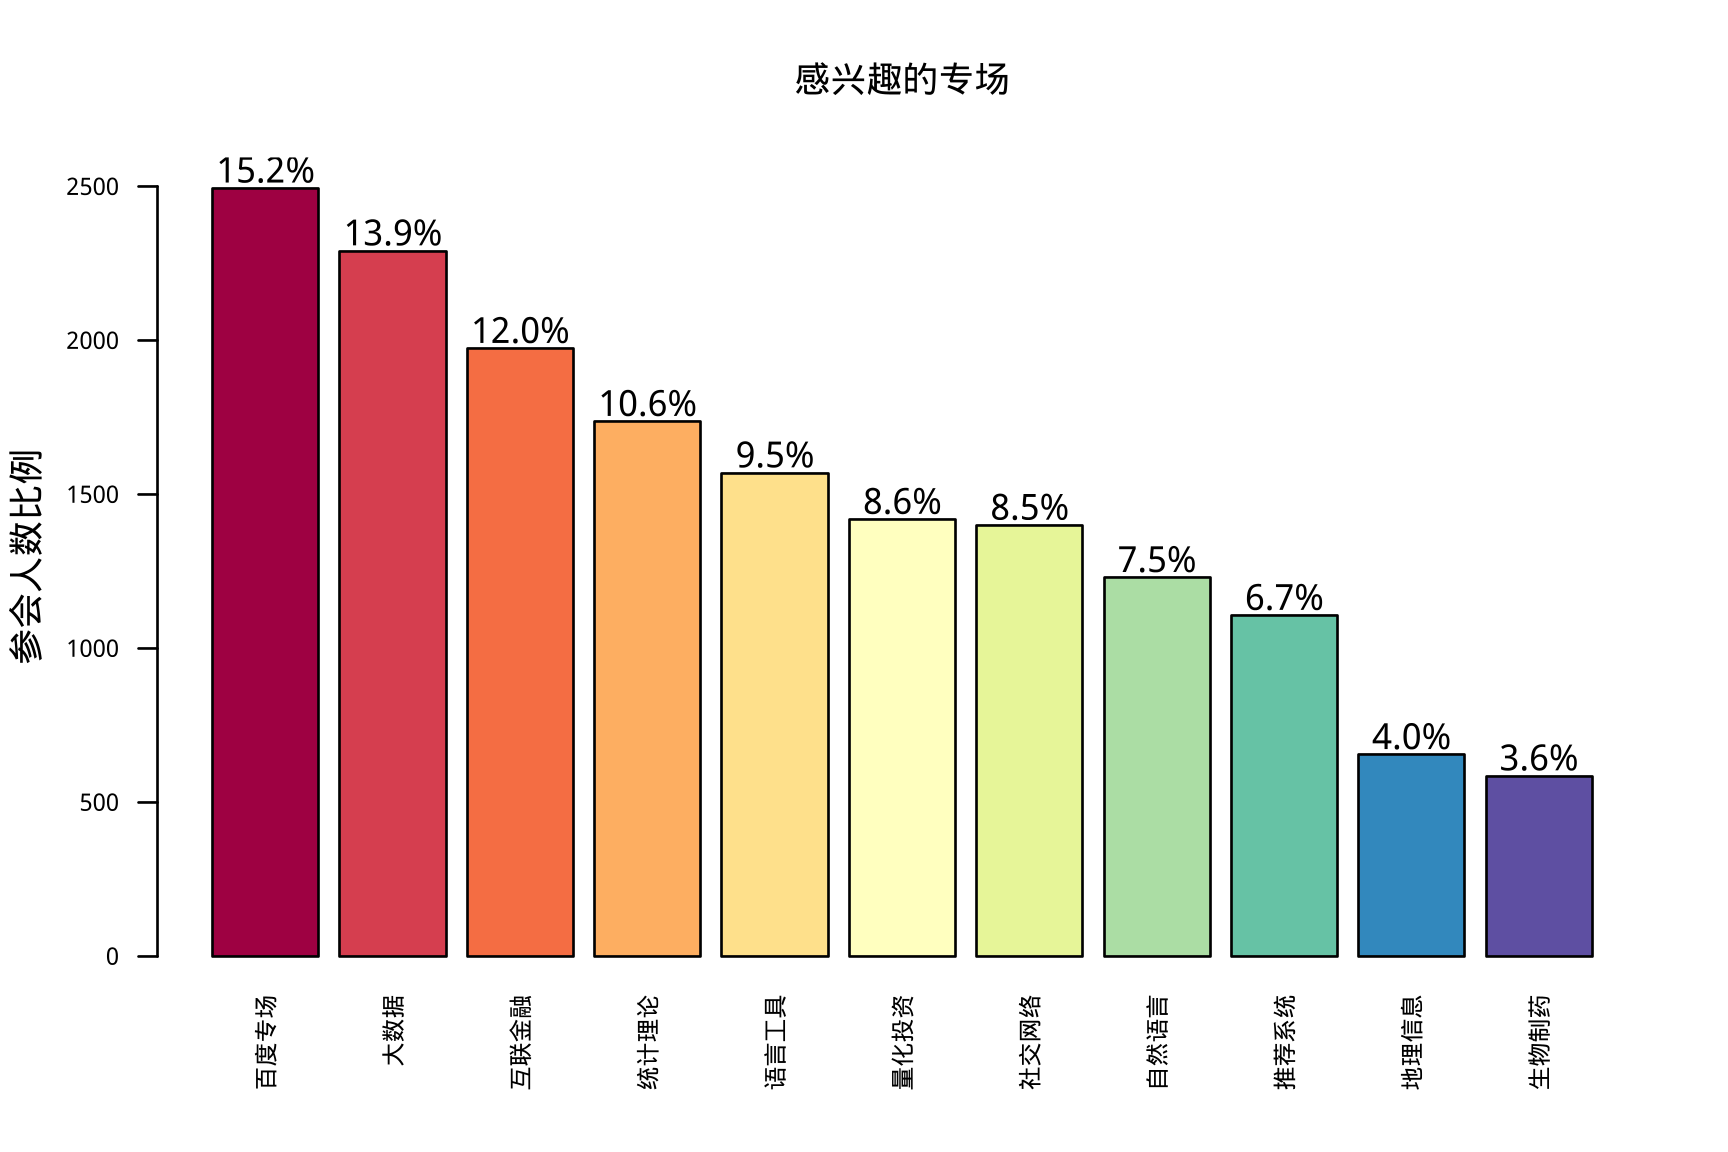 感兴趣的专场
参会人数比例
2500
2000
1500
1000
500
0
15.2%
13.9%
12.0%
10.6%
9.5%
8.6%
8.5%
7.5%
6.7%
4.0%
3.6%
百度专场
大数据
互联金融
统计理论
语言工具
量化投资
社交网络
自然语言
推荐系统
地理信息
生物制药